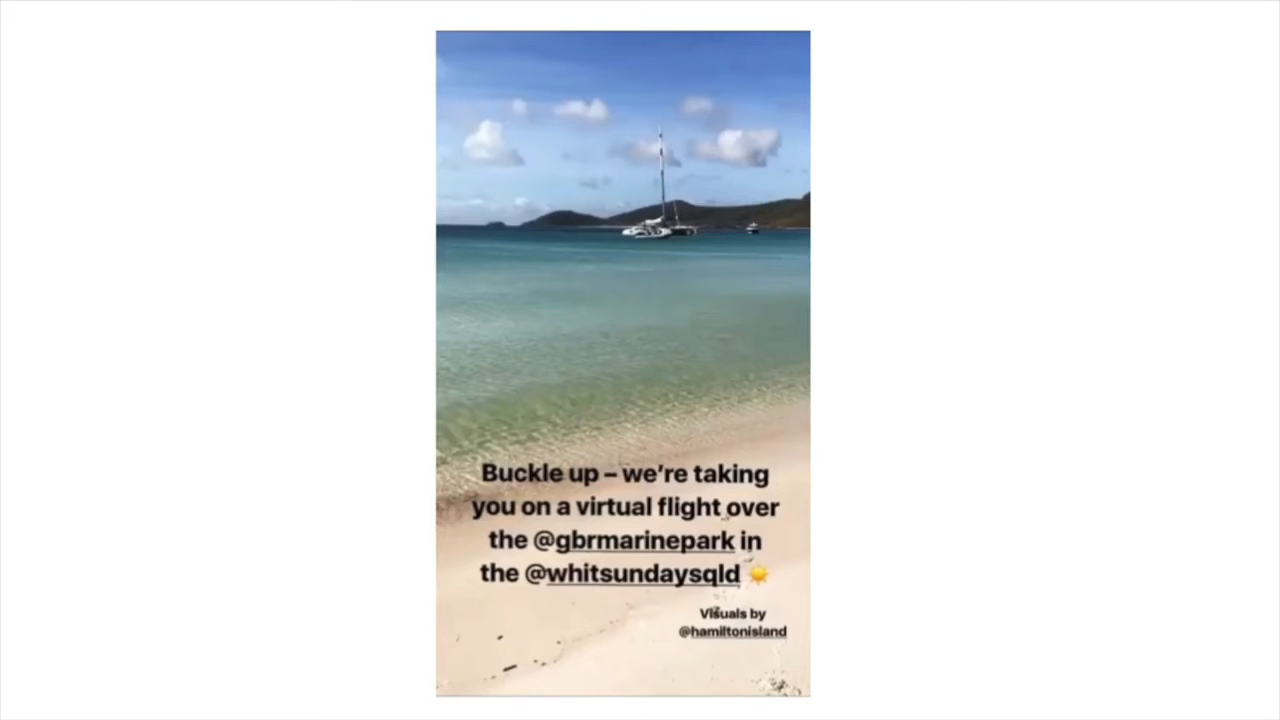 Buckle up – we're taking
you on a virtual flight over
the @gbrmarinepark in
the @whitsundaysqld ☀️
Visuals by
@hamiltonisland